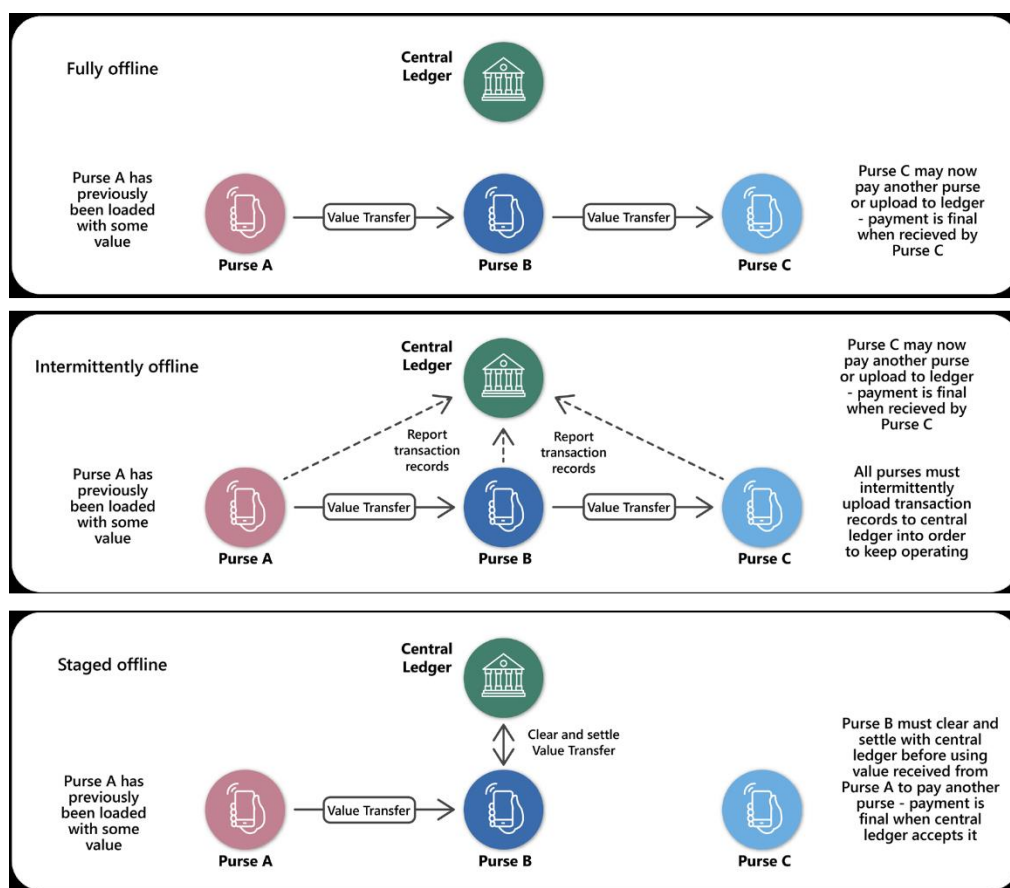 Fully offline
Central
Ledger
Purse A has
previously
been loaded
with some
value
Value Transfer
Value Transfer
Purse A
Purse B
Purse C
Purse C may now
pay another purse
or upload to ledger
- payment is final
when recieved by
Purse C
Intermittently offline
Central
Ledger
Purse C may now
pay another purse
or upload to ledger
- payment is final
when recieved by
Purse C
Report
transaction
records
Report
transaction
records
Purse A has
previously
been loaded
with some
value
Value Transfer
Value Transfer
Purse A
Purse B
Purse C
All purses must
intermittently
upload transaction
records to central
ledger into order
to keep operating
Staged offline
Central
Ledger
Clear and settle
Value Transfer
Purse A has
previously
been loaded
with some
value
Value Transfer
Purse A
Purse B
Purse C
Purse B must clear and
settle with central
ledger before using
value received from
Purse A to pay another
purse - payment is
final when central
ledger accepts it